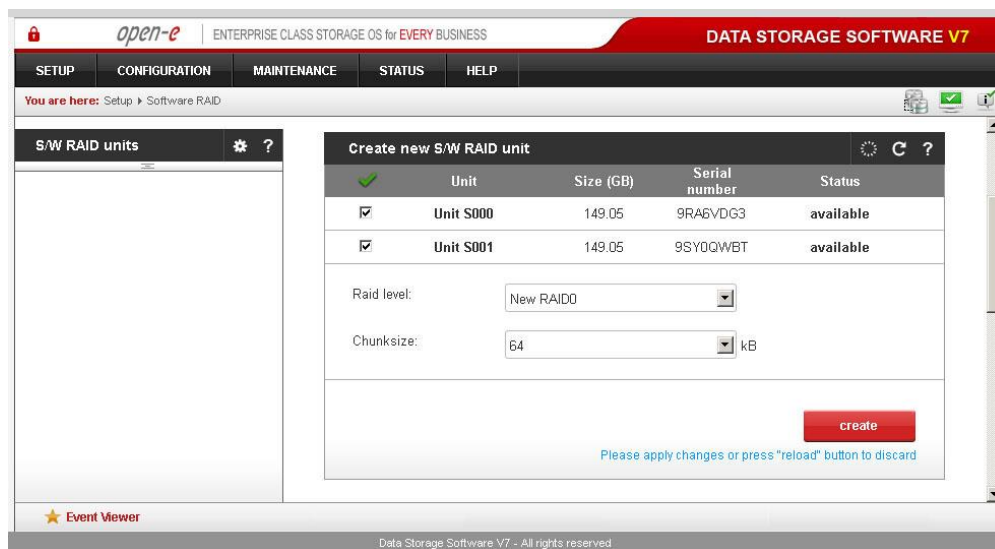 open-e ENTERPRISE CLASS STORAGE OS for EVERY BUSINESS DATA STORAGE SOFTWARE V7
SETUP CONFIGURATION MAINTENANCE STATUS HELP
You are here: Setup Software RAID
S/W RAID units ?
Create new S/W RAID unit ?
Unit Size (GB) Serial number Status
Unit S000 149.05 9RA6VDG3 available
Unit S001 149.05 9SY0QWBT available
Raid level: New RAID0
Chunksize: 64 kB
create
Please apply changes or press "reload" button to discard
Event Viewer
Data Storage Software V7 - All rights reserved